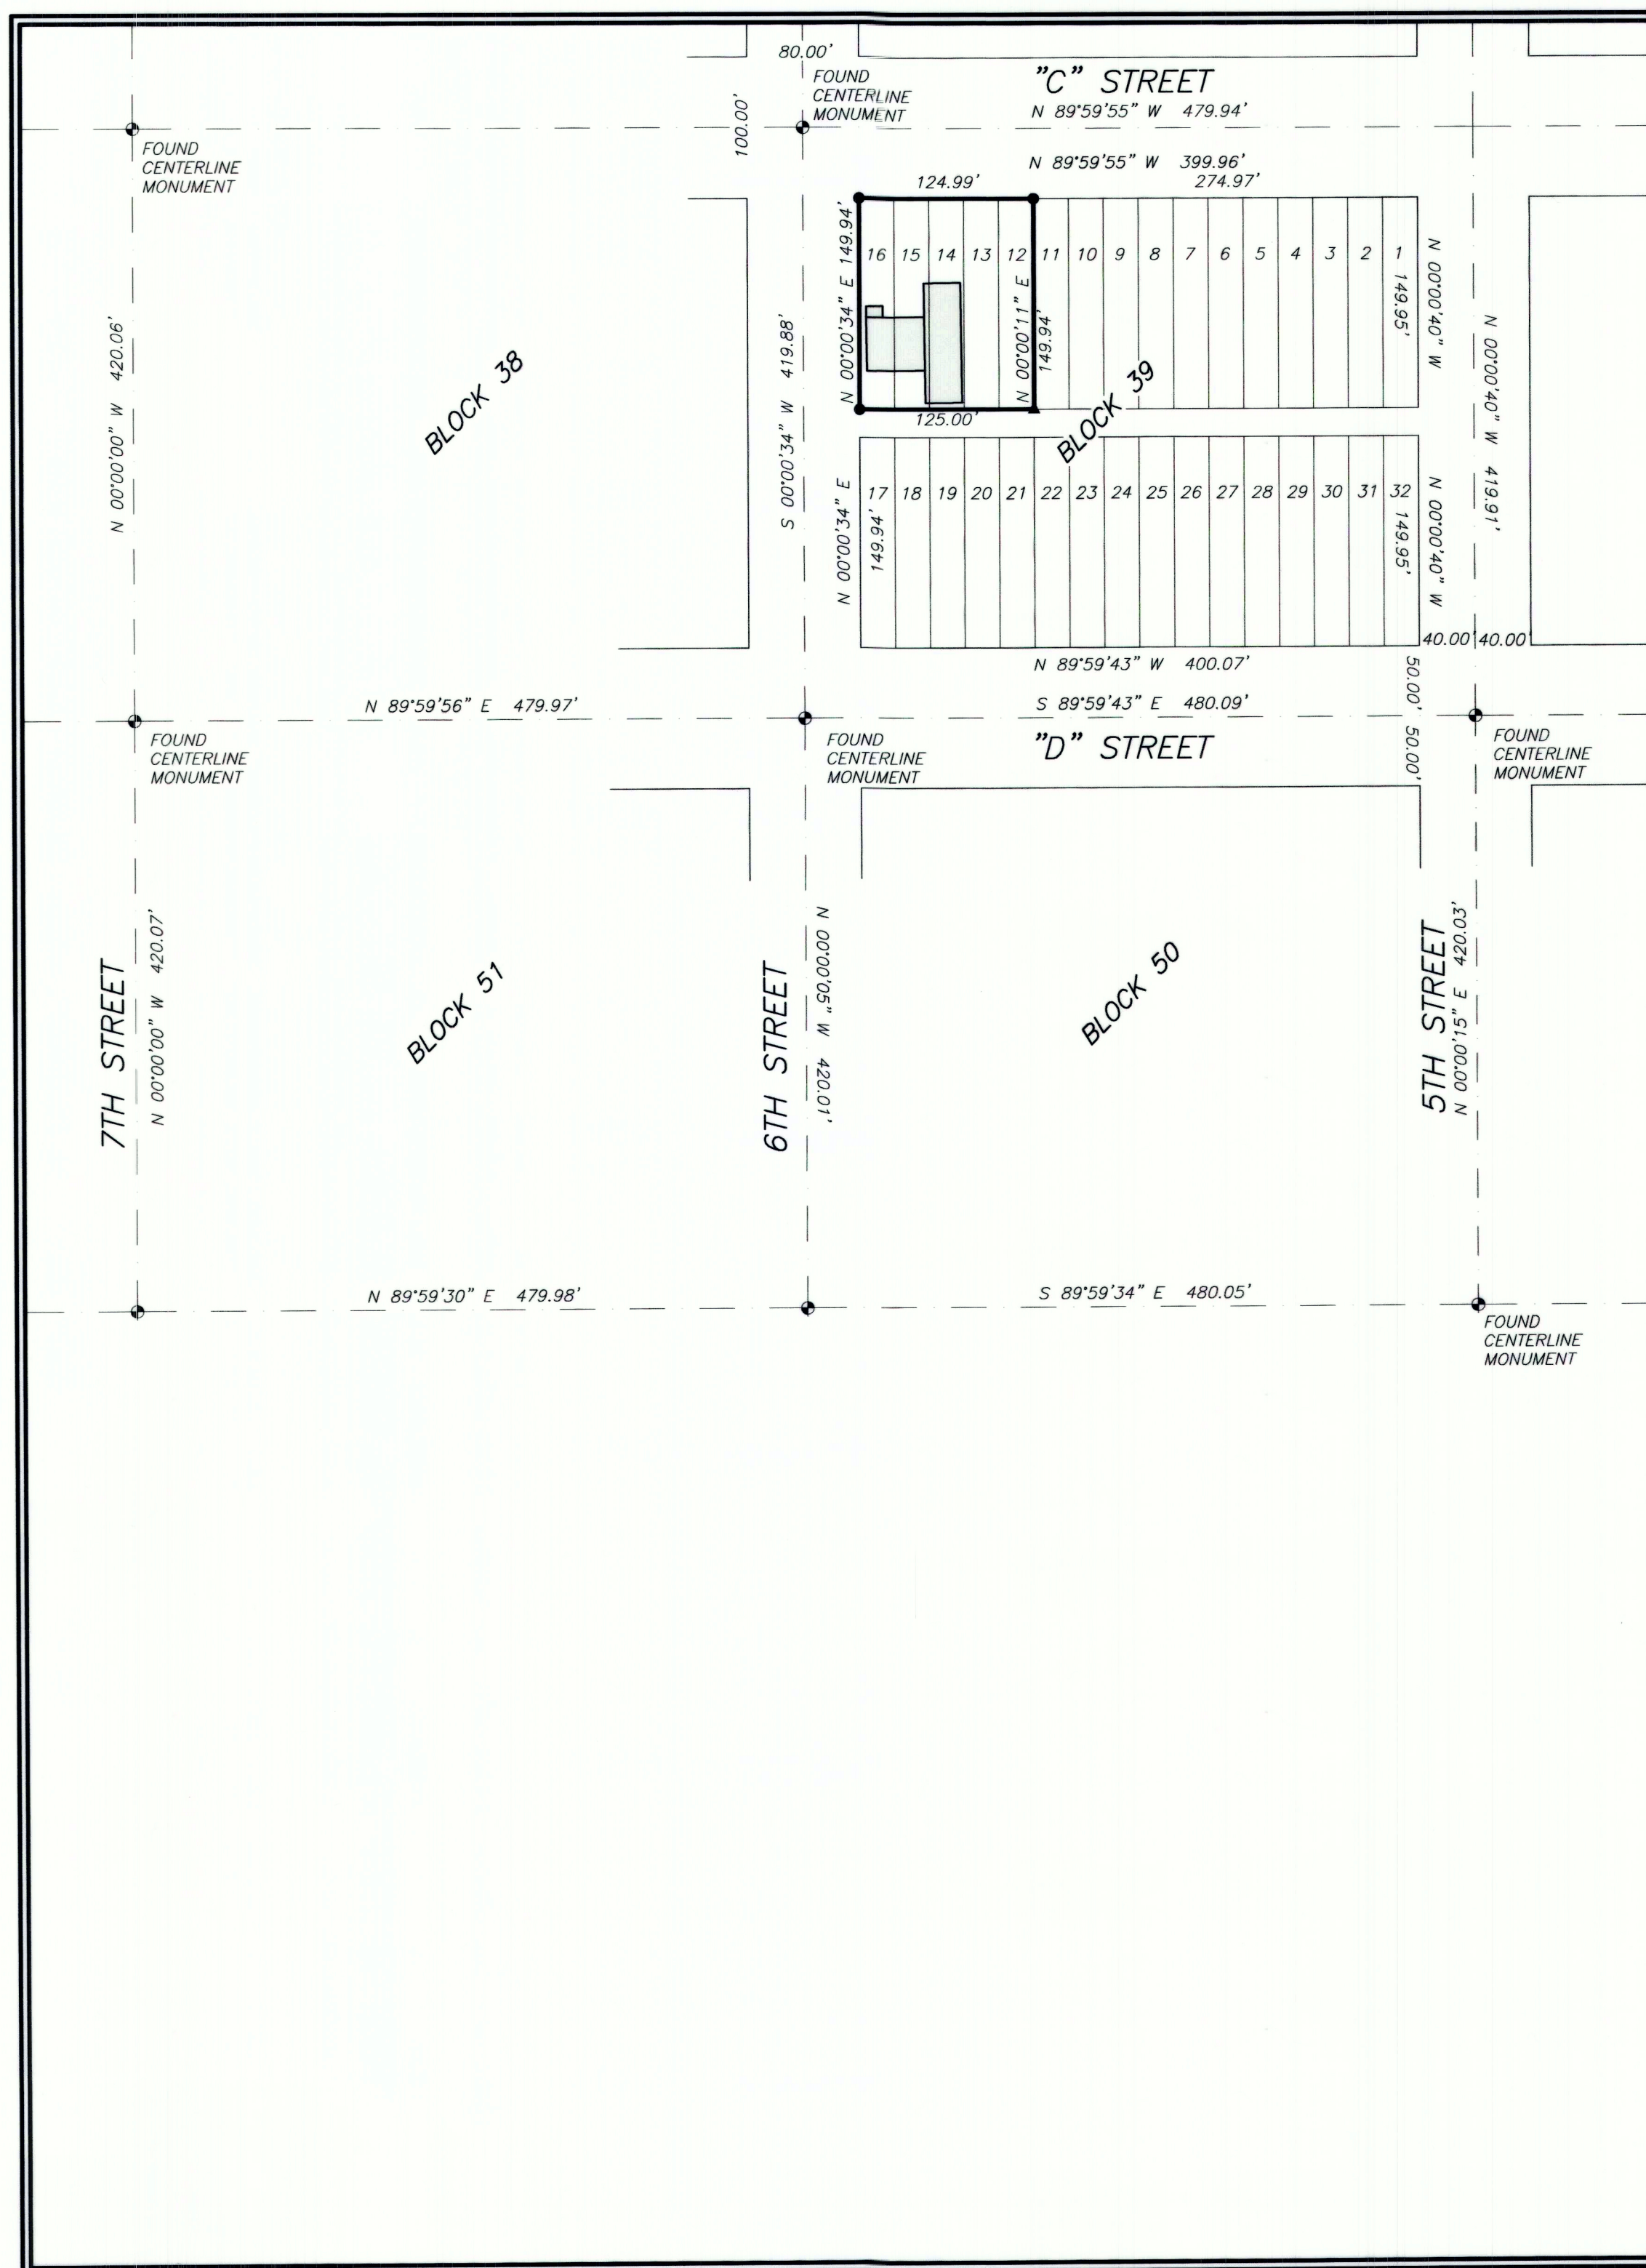 80.00'
FOUND
CENTERLINE
MONUMENT
"C" STREET
N 89°59'55" W 479.94'
100.00'
FOUND
CENTERLINE
MONUMENT
N 89°59'55" W 399.96'
124.99'
274.97'
N 00°00'34" E 149.94'
16 15 14 13 12 11 10 9 8 7 6 5 4 3 2 1
N 00°00'11" E
149.94'
149.95'
N 00°00'40" W
N 00°00'00" W 420.06'
BLOCK 38
S 00°00'34" W 419.88'
BLOCK 39
N 00°00'40" W 419.91'
125.00'
N 00°00'34" E
17 18 19 20 21 22 23 24 25 26 27 28 29 30 31 32
149.94'
149.95'
N 00°00'40" W
40.00' 40.00'
N 89°59'43" W 400.07'
50.00'
N 89°59'56" E 479.97'
S 89°59'43" E 480.09'
50.00'
FOUND
CENTERLINE
MONUMENT
FOUND
CENTERLINE
MONUMENT
"D" STREET
FOUND
CENTERLINE
MONUMENT
7TH STREET
N 00°00'00" W 420.07'
BLOCK 51
6TH STREET
N 00°00'05" W 420.01'
BLOCK 50
5TH STREET
N 00°00'15" E 420.03'
N 89°59'30" E 479.98'
S 89°59'34" E 480.05'
FOUND
CENTERLINE
MONUMENT